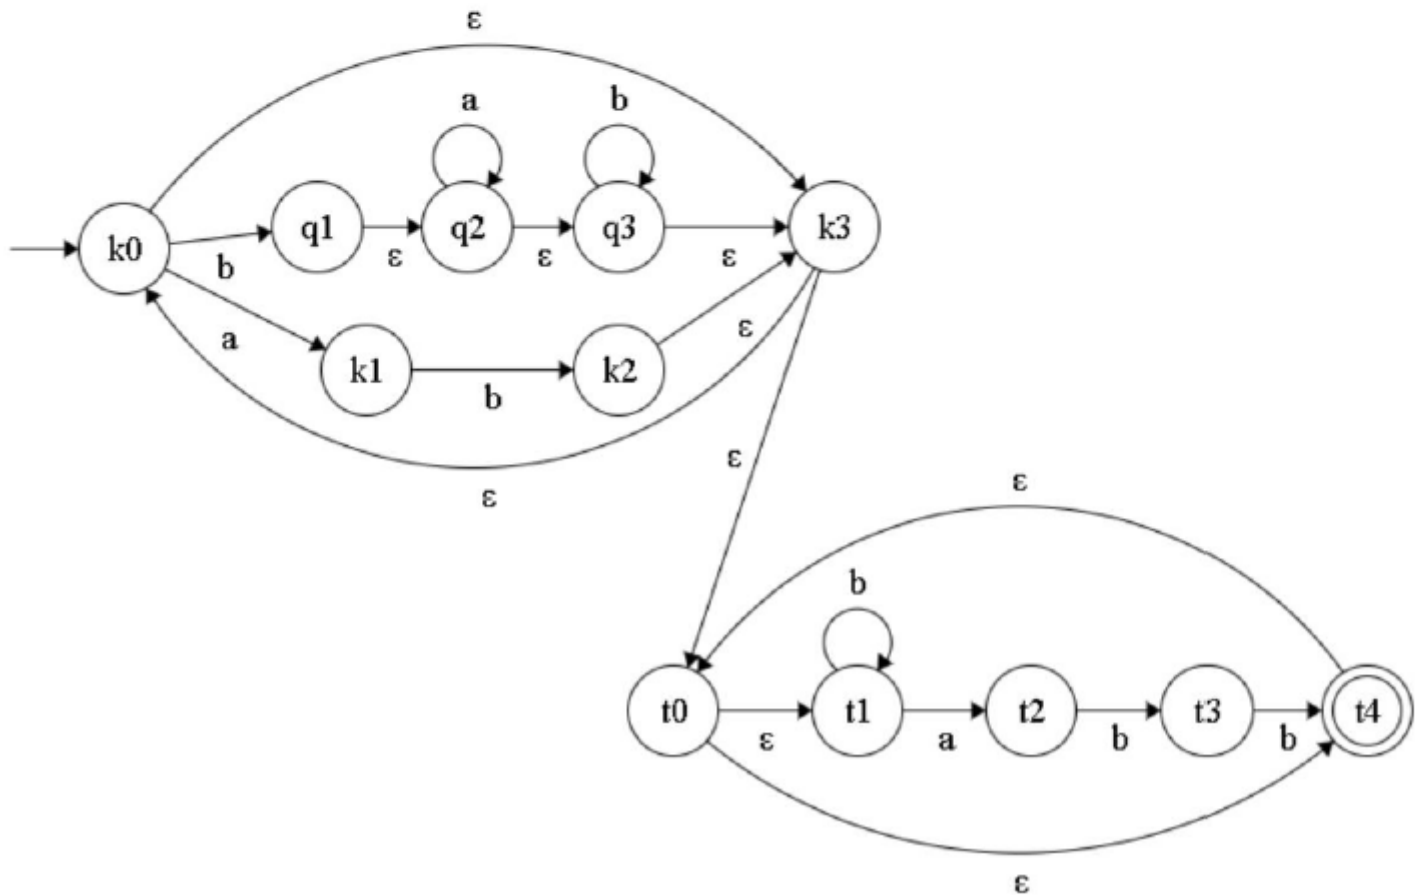 ε
a b
k0 q1 q2 q3 k3
b ε ε ε
a ε
k1 k2
b
ε
ε
ε
b
t0 t1 t2 t3 t4
ε a b b
ε